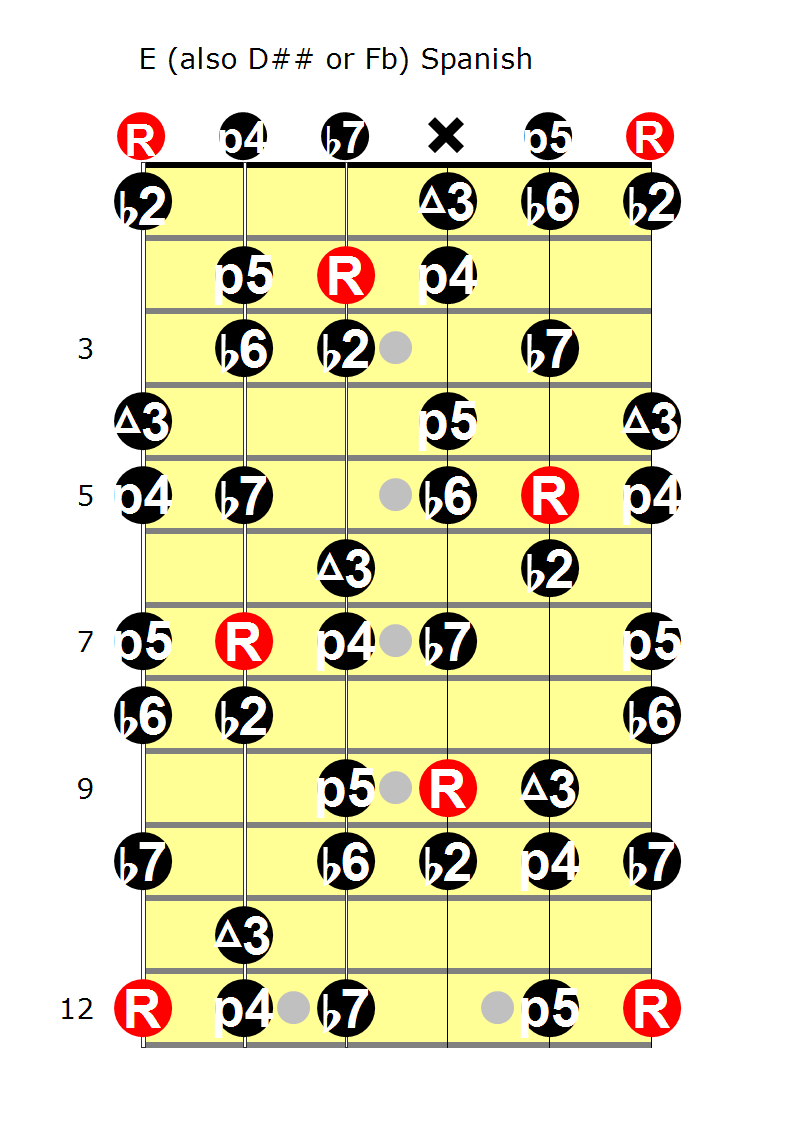 E (also D## or Fb) Spanish
R p4 ♭7 × p5 R
♭2 Δ3 ♭6 ♭2
p5 R p4
3 ♭6 ♭2 ♭7
Δ3 p5 Δ3
5 p4 ♭7 ♭6 R p4
Δ3 ♭2
7 p5 R p4 ♭7 p5
♭6 ♭2 ♭6
9 p5 R Δ3
♭7 ♭6 ♭2 p4 ♭7
Δ3
12 R p4 ♭7 p5 R